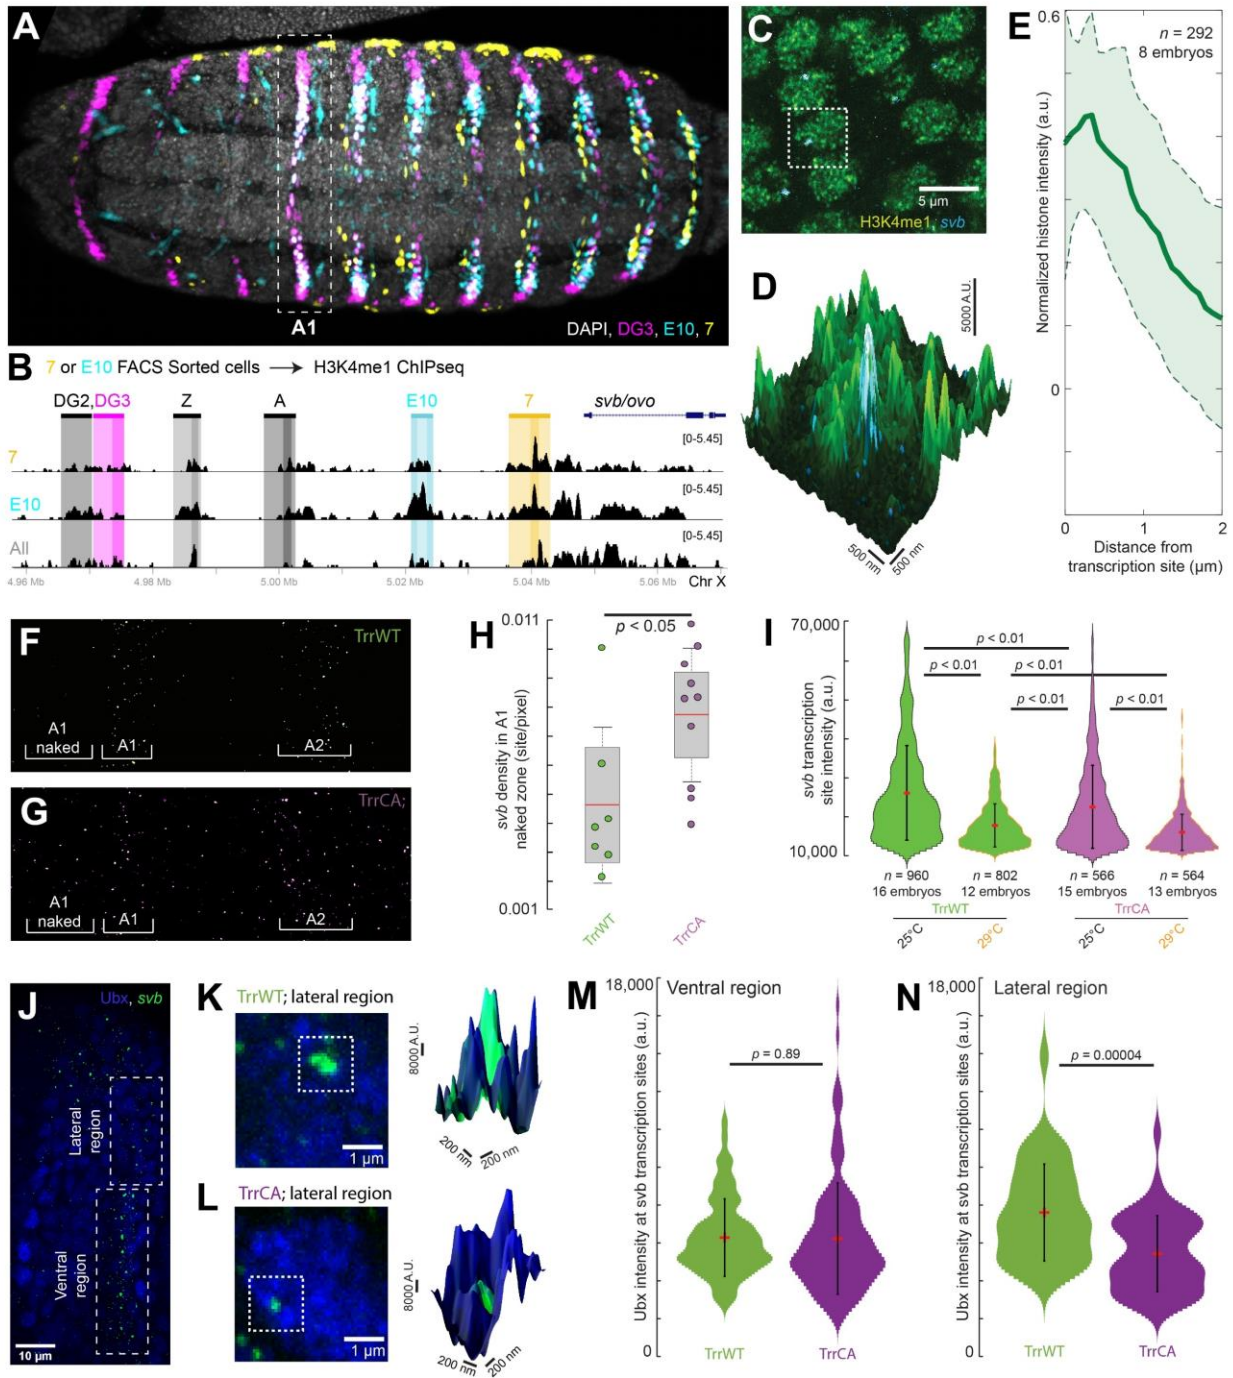 A
A1
DAPI, DG3, E10, 7
B
7 or E10 FACS Sorted cells → H3K4me1 ChIPseq
DG2,DG3
Z
A
E10
7
svb/ovo
7
[0-5.45]
E10
[0-5.45]
All
[0-5.45]
4.96 Mb
4.98 Mb
5.00 Mb
5.02 Mb
5.04 Mb
5.06 Mb
Chr X
C
5 µm
H3K4me1, svb
D
5000 A.U.
500 nm
500 nm
E
n = 292
8 embryos
0.6
0
Normalized histone intensity (a.u.)
0
1
2
Distance from
transcription site (µm)
F
TrrWT
A1
naked
A1
A2
G
TrrCA;
A1
naked
A1
A2
H
0.011
p < 0.05
svb density in A1
naked zone (site/pixel)
0.001
TrrWT
TrrCA
I
70,000
p < 0.01
p < 0.01
p < 0.01
p < 0.01
p < 0.01
svb transcription
site intensity (a.u.)
10,000
n = 960
16 embryos
n = 802
12 embryos
n = 566
15 embryos
n = 564
13 embryos
TrrWT
TrrCA
25°C
29°C
25°C
29°C
J
Ubx, svb
Lateral
region
Ventral
region
10 µm
K
TrrWT; lateral region
1 µm
8000 A.U.
200 nm
200 nm
L
TrrCA; lateral region
1 µm
8000 A.U.
200 nm
200 nm
M
18,000
Ventral region
p = 0.89
Ubx intensity at svb transcription sites (a.u.)
0
TrrWT
TrrCA
N
18,000
Lateral region
p = 0.00004
Ubx intensity at svb transcription sites (a.u.)
0
TrrWT
TrrCA